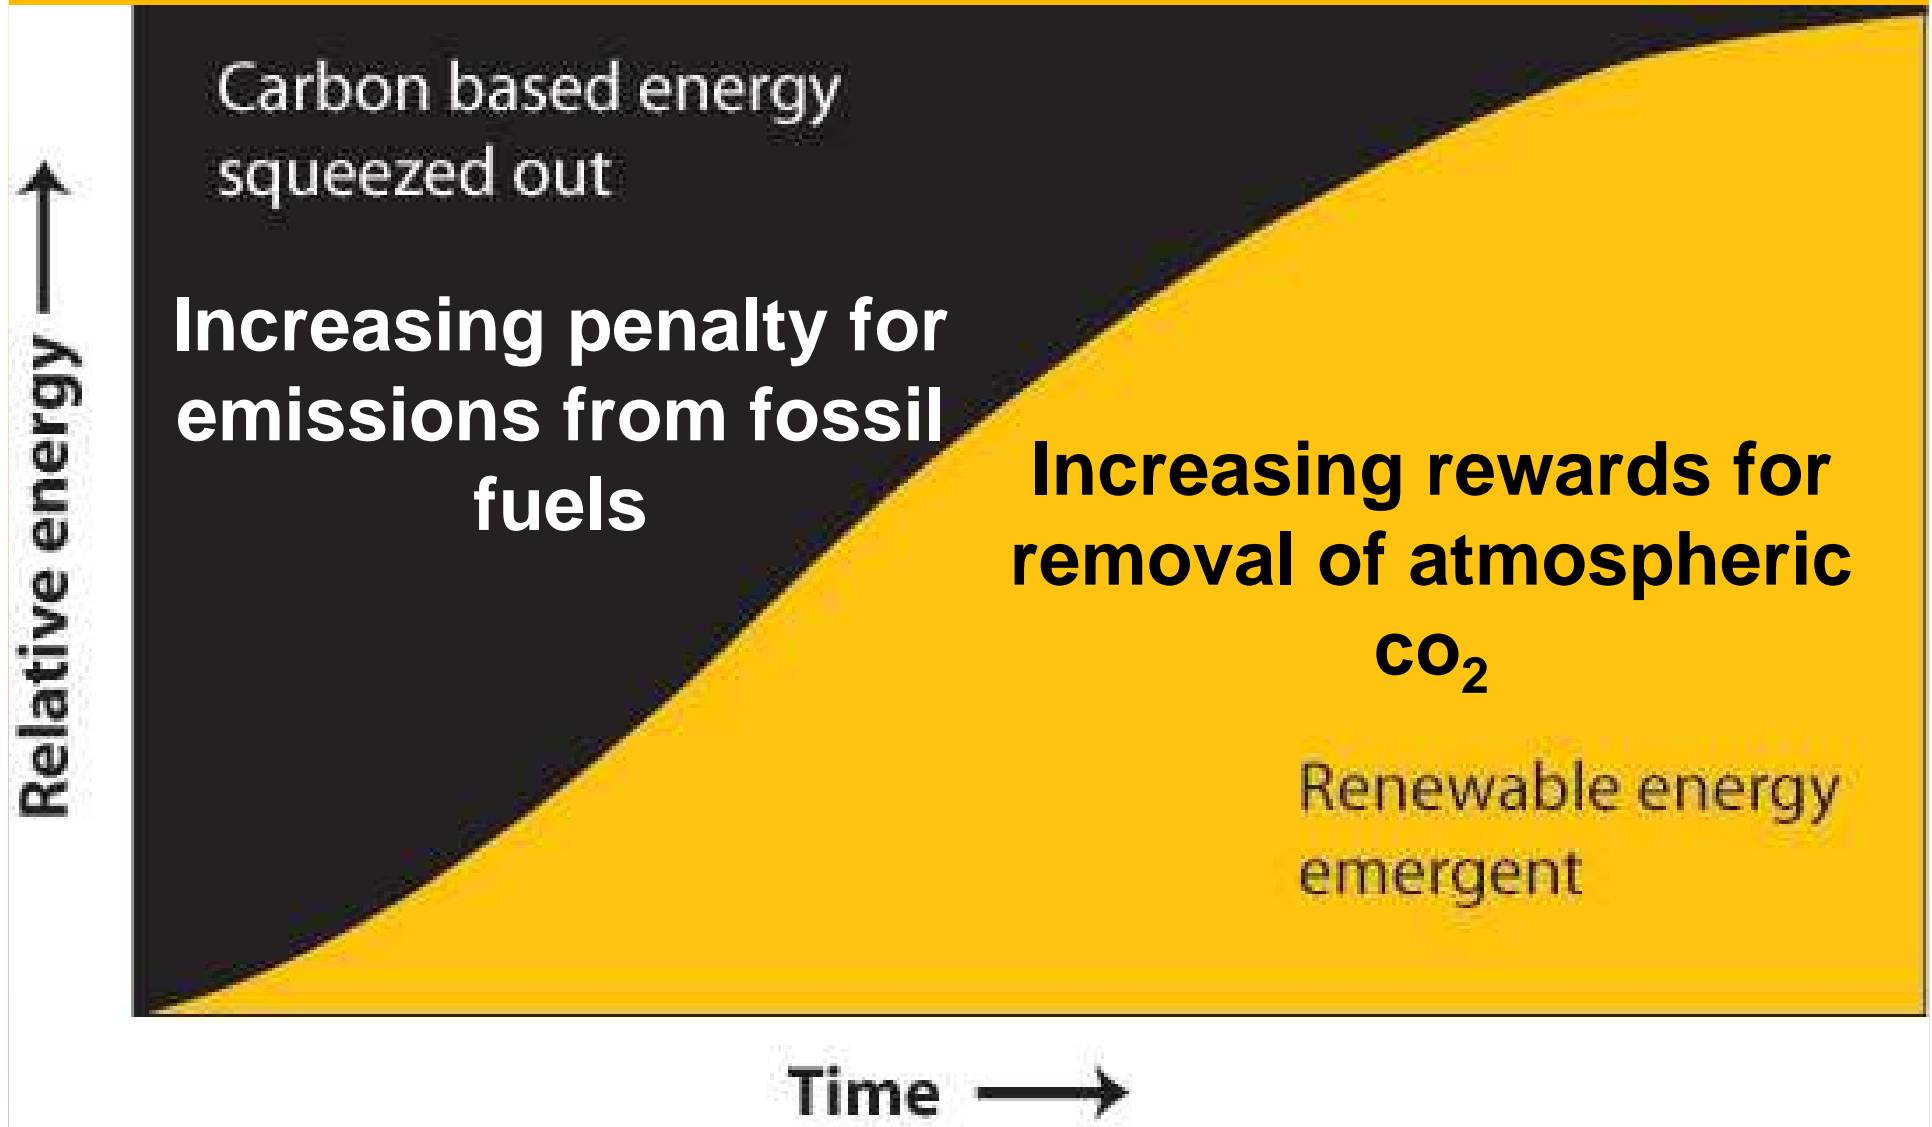 Carbon based energy
squeezed out
Increasing penalty for
emissions from fossil
fuels
Increasing rewards for
removal of atmospheric
co₂
Renewable energy
emergent
Relative energy
Time